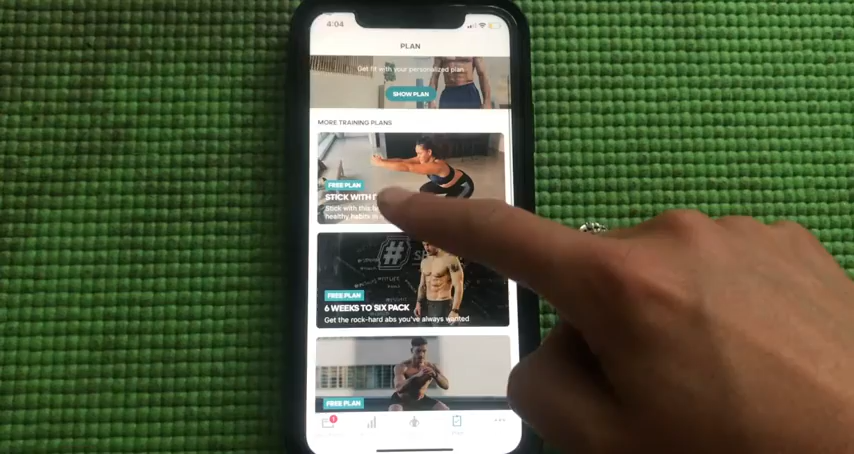 4:04
PLAN
Get fit with your personalized plan
SHOW PLAN
MORE TRAINING PLANS
FREE PLAN
STICK WITH
Stick with this
healthy habits in
#
FREE PLAN
6 WEEKS TO SIX PACK
Get the rock-hard abs you've always wanted
FREE PLAN
1